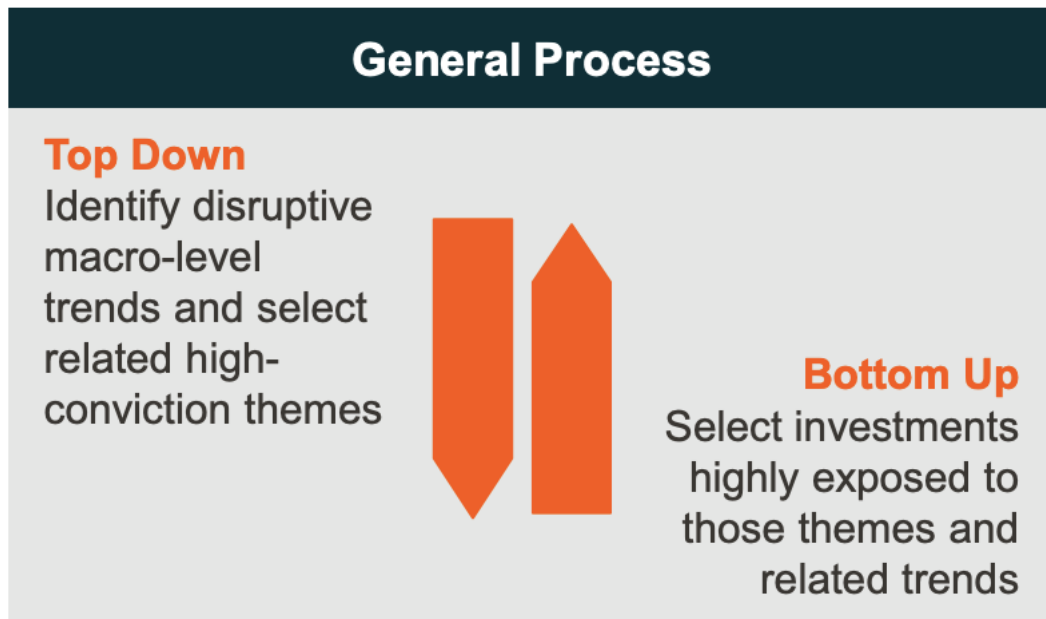 General Process
Top Down
Identify disruptive
macro-level
trends and select
related high-
conviction themes
Bottom Up
Select investments
highly exposed to
those themes and
related trends